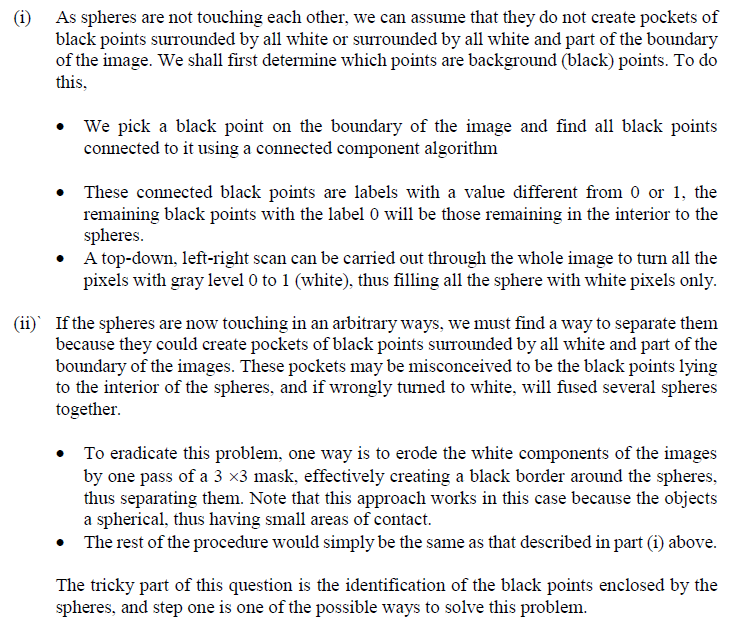 (i) As spheres are not touching each other, we can assume that they do not create pockets of
black points surrounded by all white or surrounded by all white and part of the boundary
of the image. We shall first determine which points are background (black) points. To do
this,
• We pick a black point on the boundary of the image and find all black points
connected to it using a connected component algorithm
• These connected black points are labels with a value different from 0 or 1, the
remaining black points with the label 0 will be those remaining in the interior to the
spheres.
• A top-down, left-right scan can be carried out through the whole image to turn all the
pixels with gray level 0 to 1 (white), thus filling all the sphere with white pixels only.
(ii)` If the spheres are now touching in an arbitrary ways, we must find a way to separate them
because they could create pockets of black points surrounded by all white and part of the
boundary of the images. These pockets may be misconceived to be the black points lying
to the interior of the spheres, and if wrongly turned to white, will fused several spheres
together.
• To eradicate this problem, one way is to erode the white components of the images
by one pass of a 3 ×3 mask, effectively creating a black border around the spheres,
thus separating them. Note that this approach works in this case because the objects
a spherical, thus having small areas of contact.
• The rest of the procedure would simply be the same as that described in part (i) above.
The tricky part of this question is the identification of the black points enclosed by the
spheres, and step one is one of the possible ways to solve this problem.